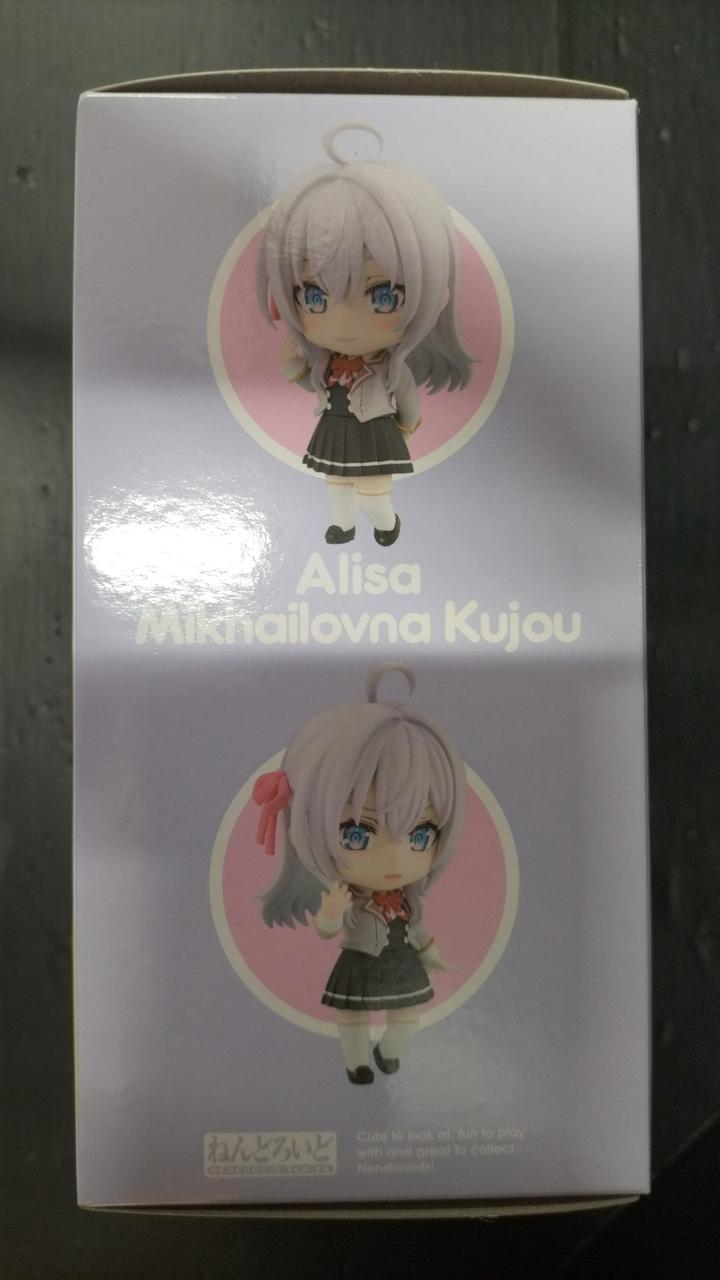 Alisa
Mikhailovna Kujou
ねんどろいど
NENDOROID SERIES
Cute to look at, fun to play
with and great to collect -
Nendoroids!